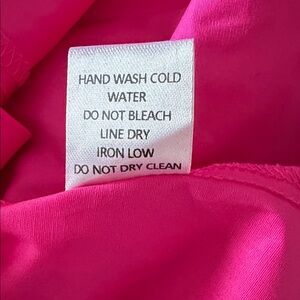 HAND WASH COLD
WATER
DO NOT BLEACH
LINE DRY
IRON LOW
DO NOT DRY CLEAN